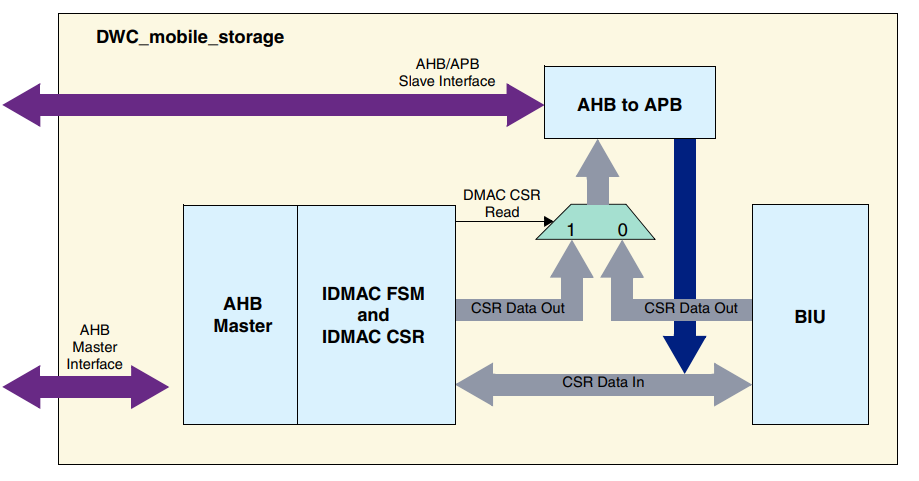 DWC_mobile_storage
AHB/APB
Slave Interface
AHB to APB
DMAC CSR
Read
1
0
AHB
Master
IDMAC FSM
and
IDMAC CSR
CSR Data Out
CSR Data Out
BIU
AHB
Master
Interface
CSR Data In